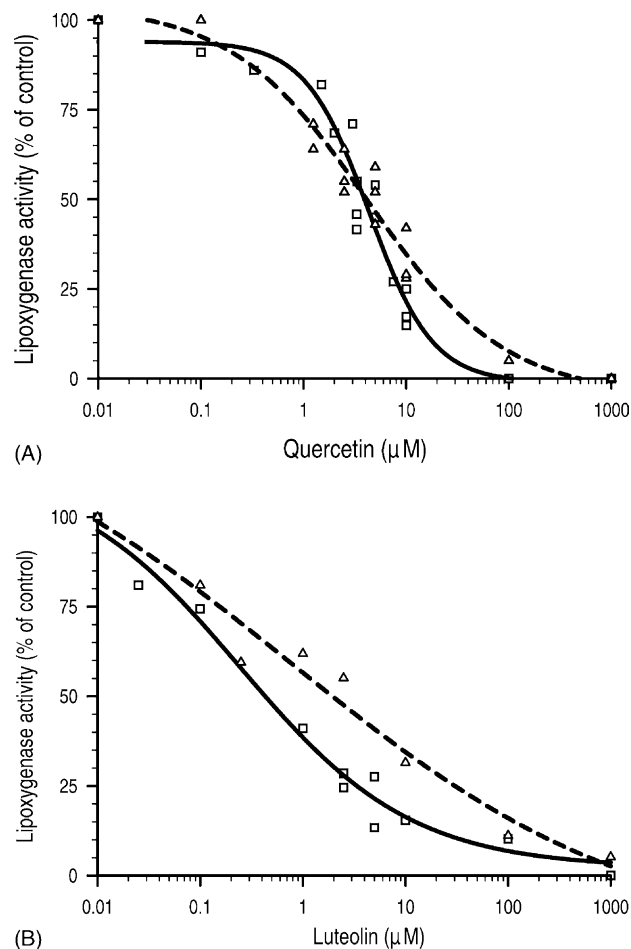 Lipoxygenase activity (% of control)
100
75
50
25
0
0.01 0.1 1 10 100 1000
Quercetin (µM)
(A)
Lipoxygenase activity (% of control)
100
75
50
25
0
0.01 0.1 1 10 100 1000
Luteolin (µM)
(B)